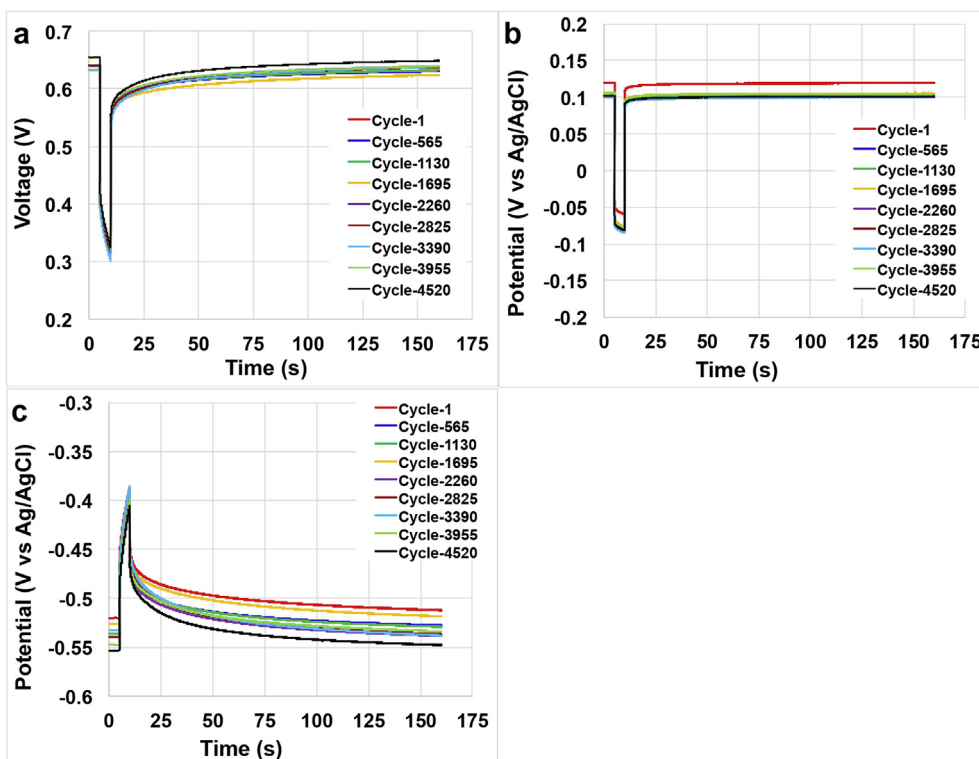 a
Voltage (V)
0.7
0.6
0.5
0.4
0.3
0.2
0 25 50 75 100 125 150 175
Time (s)
Cycle-1
Cycle-565
Cycle-1130
Cycle-1695
Cycle-2260
Cycle-2825
Cycle-3390
Cycle-3955
Cycle-4520
b
Potential (V vs Ag/AgCl)
0.2
0.15
0.1
0.05
0
-0.05
-0.1
-0.15
-0.2
0 25 50 75 100 125 150 175
Time (s)
Cycle-1
Cycle-565
Cycle-1130
Cycle-1695
Cycle-2260
Cycle-2825
Cycle-3390
Cycle-3955
Cycle-4520
c
Potential (V vs Ag/AgCl)
-0.3
-0.35
-0.4
-0.45
-0.5
-0.55
-0.6
0 25 50 75 100 125 150 175
Time (s)
Cycle-1
Cycle-565
Cycle-1130
Cycle-1695
Cycle-2260
Cycle-2825
Cycle-3390
Cycle-3955
Cycle-4520